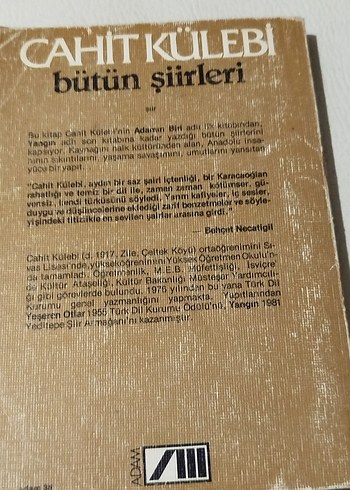 CAHİT KÜLEBİ
bütün şiirleri
şiir
Bu kitap Cahit Külebi'nin Adamın Biri adlı ilk kitabından,
Yangın adlı son kitabına kadar yazdığı bütün şiirlerini
kapsıyor. Kaynağını halk kültüründen alan, Anadolu insa-
nının sıkıntılarını, yaşama savaşımını, umutlarını yansıtan
yüce bir yapıt...
"Cahit Külebi, aydın bir saz şairi içtenliği, bir Karacaoğlan
rahatlığı ve temiz bir dil ile, zaman zaman kötümser, gü-
vensiz, kendi türküsünü söyledi. Yarım kafiyeler, iç sesler,
duygu ve düşüncelerine eklediği zarif benzetmeler ve söyle-
yişindeki titizlikle en sevilen şairler arasına girdi."
— Behçet Necatigil
Cahit Külebi (d. 1917, Zile, Çeltek Köyü) ortaöğrenimini Si-
vas Lisesi'nde, yükseköğrenimini Yüksek Öğretmen Okulu'n-
da tamamladı. Öğretmenlik, M.E.B. Müfettişliği, İsviçre'
de Kültür Ataşeliği, Kültür Bakanlığı Müsteşar Yardımcılı-
ğı gibi görevlerde bulundu. 1976 yılından bu yana Türk Dil
Kurumu genel yazmanlığını yapmakta. Yapıtlarından
Yeşeren Otlar 1955 Türk Dil Kurumu Ödülü'nü, Yangın 1981
Yeditepe Şiir Armağanı'nı kazanmıştır.
ADAM